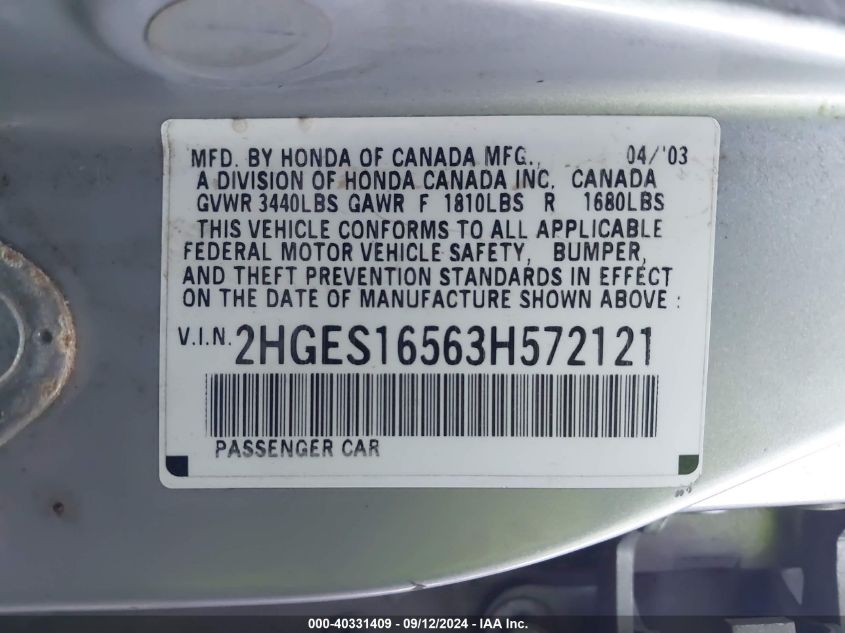 MFD. BY HONDA OF CANADA MFG., 04/'03
A DIVISION OF HONDA CANADA INC. CANADA
GVWR 3440LBS GAWR F 1810LBS R 1680LBS
THIS VEHICLE CONFORMS TO ALL APPLICABLE
FEDERAL MOTOR VEHICLE SAFETY, BUMPER,
AND THEFT PREVENTION STANDARDS IN EFFECT
ON THE DATE OF MANUFACTURE SHOWN ABOVE :
V.I.N. 2HGES16563H572121
PASSENGER CAR
000-40331409 - 09/12/2024 - IAA Inc.